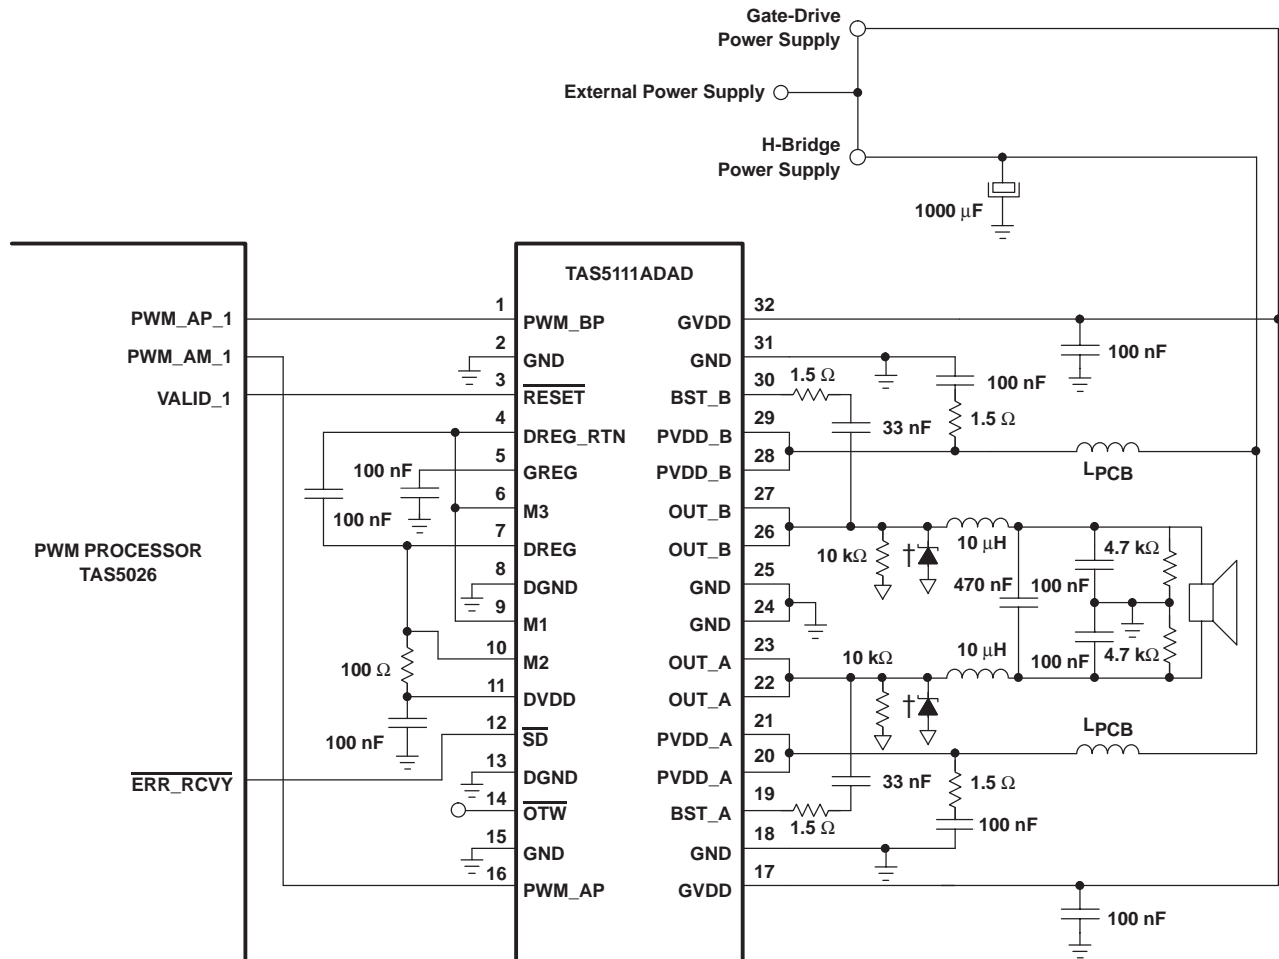 Gate-Drive
Power Supply
External Power Supply
H-Bridge
Power Supply
1000 μF
TAS5111ADAD
PWM PROCESSOR
TAS5026
PWM_AP_1
PWM_AM_1
VALID_1
ERR_RCVY
1
PWM_BP
2
GND
3
RESET
4
DREG_RTN
5
GREG
6
M3
7
DREG
8
DGND
9
M1
10
M2
11
DVDD
12
SD
13
DGND
14
OTW
15
GND
16
PWM_AP
100 nF
100 nF
100 Ω
100 nF
32
GVDD
31
GND
30
BST_B
29
PVDD_B
28
PVDD_B
27
OUT_B
26
OUT_B
25
GND
24
GND
23
OUT_A
22
OUT_A
21
PVDD_A
20
PVDD_A
19
BST_A
18
GND
17
GVDD
100 nF
1.5 Ω
100 nF
33 nF
1.5 Ω
LPCB
10 kΩ
†
10 μH
4.7 kΩ
470 nF
100 nF
10 kΩ
†
10 μH
100 nF
4.7 kΩ
LPCB
33 nF
1.5 Ω
1.5 Ω
100 nF
100 nF